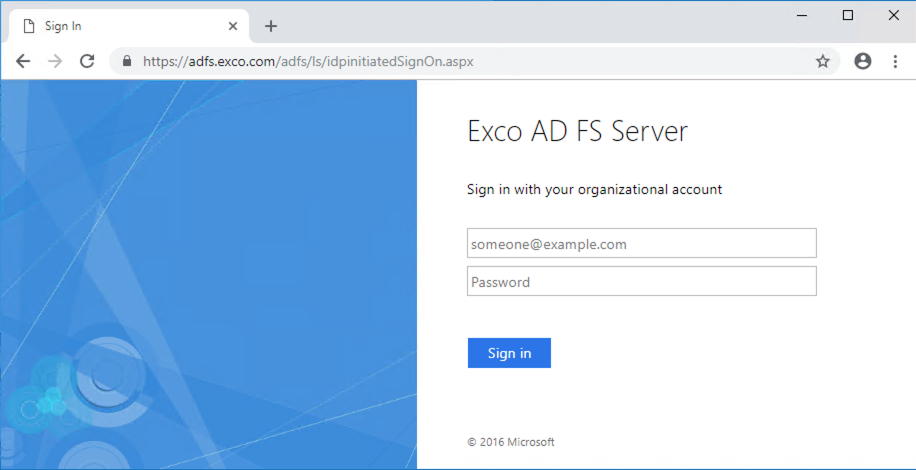 Sign In
https://adfs.exco.com/adfs/ls/idpinitiatedSignOn.aspx
Exco AD FS Server
Sign in with your organizational account
someone@example.com
Password
Sign in
© 2016 Microsoft